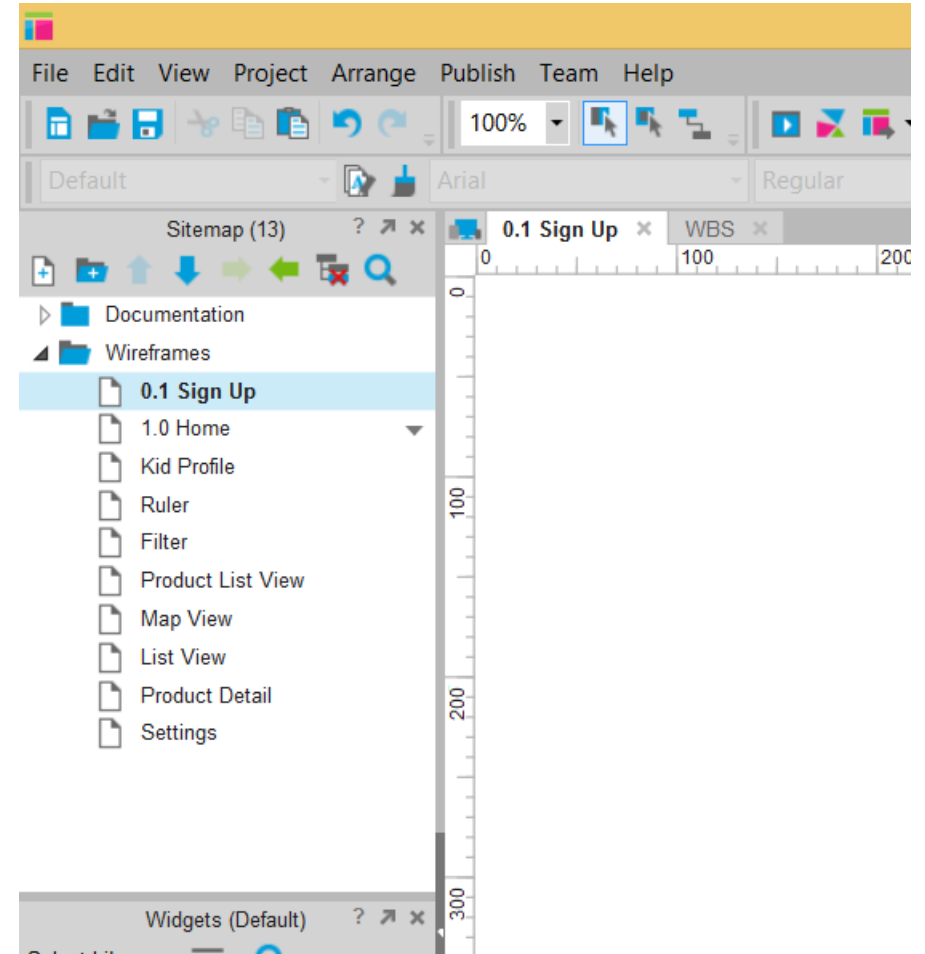 File Edit View Project Arrange Publish Team Help
100%
Default Arial Regular
Sitemap (13) ?
0.1 Sign Up WBS
0 100 200
Documentation
Wireframes
0.1 Sign Up
1.0 Home
Kid Profile
Ruler
Filter
Product List View
Map View
List View
Product Detail
Settings
0
100
200
300
Widgets (Default) ?